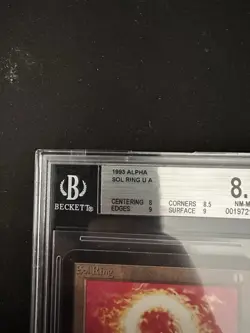 1993 ALPHA
SOL RING U A
8.
CENTERING 8 CORNERS 8.5 NM-M
EDGES 9 SURFACE 9 001972
B
BECKETT®
Sol Ring